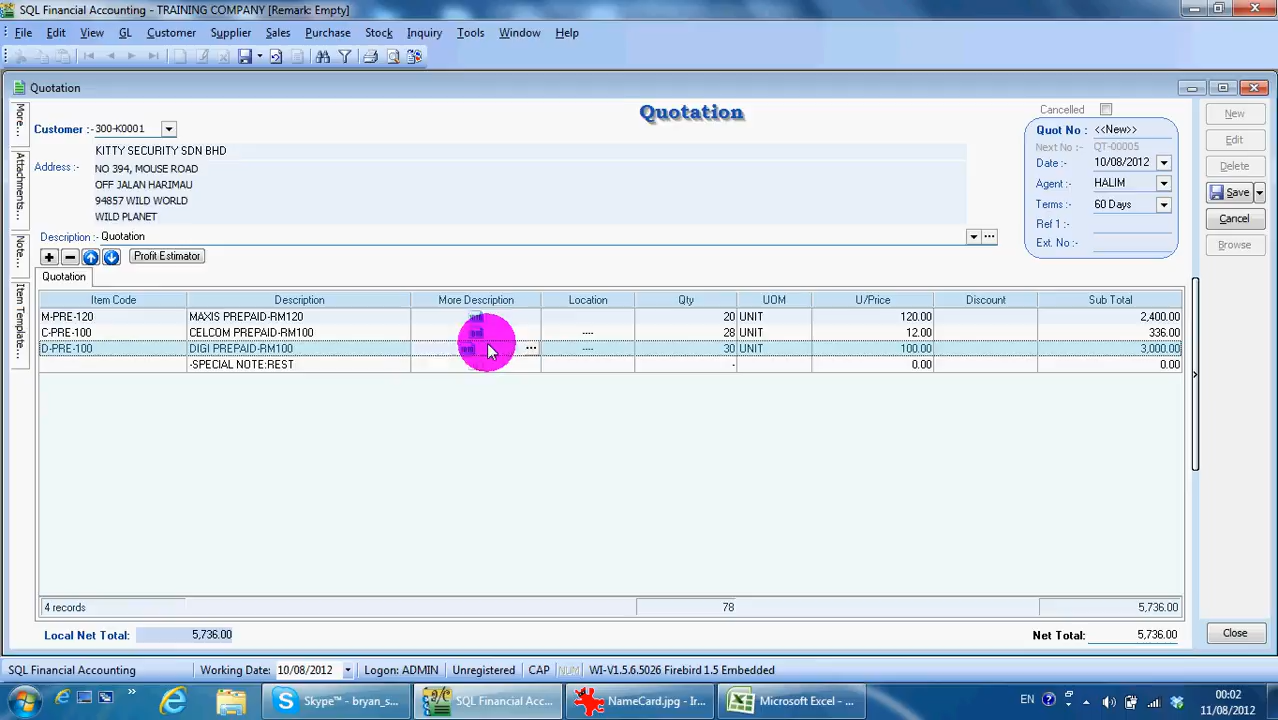 SQL Financial Accounting - TRAINING COMPANY [Remark: Empty]
File Edit View GL Customer Supplier Sales Purchase Stock Inquiry Tools Window Help
Quotation
Quotation
Cancelled
More...
Attachments...
Note...
Item Template...
Customer :- 300-K0001
KITTY SECURITY SDN BHD
Address :- NO 394, MOUSE ROAD
OFF JALAN HARIMAU
94857 WILD WORLD
WILD PLANET
Description :- Quotation
Quot No : <<New>>
Next No :- QT-00005
Date :- 10/08/2012
Agent :- HALIM
Terms :- 60 Days
Ref 1 :-
Ext. No :-
New
Edit
Delete
Save
Cancel
Browse
Profit Estimator
Quotation
Item Code Description More Description Location Qty UOM U/Price Discount Sub Total
M-PRE-120 MAXIS PREPAID-RM120 20 UNIT 120.00 2,400.00
C-PRE-100 CELCOM PREPAID-RM100 ---- 28 UNIT 12.00 336.00
D-PRE-100 DIGI PREPAID-RM100 ... ---- 30 UNIT 100.00 3,000.00
-SPECIAL NOTE:REST - 0.00 0.00
4 records 78 5,736.00
Local Net Total: 5,736.00 Net Total: 5,736.00
Close
SQL Financial Accounting Working Date: 10/08/2012 Logon: ADMIN Unregistered CAP NUM WI-V1.5.6.5026 Firebird 1.5 Embedded
Skype™ - bryan_s... SQL Financial Acc... NameCard.jpg - Ir... Microsoft Excel - ... EN 00:02
11/08/2012